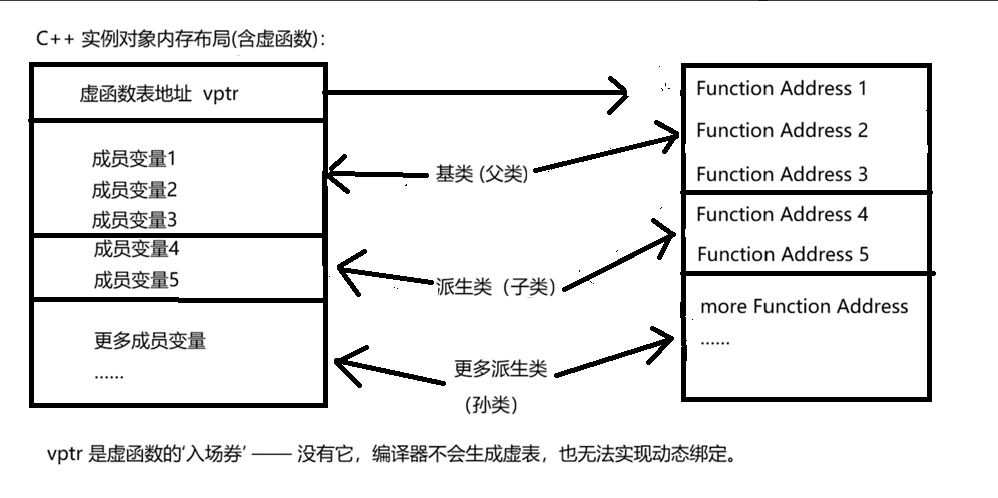 C++ 实例对象内存布局(含虚函数)：
虚函数表地址 vptr
成员变量1
成员变量2
成员变量3
成员变量4
成员变量5
更多成员变量
......
基类 (父类)
派生类（子类）
更多派生类
(孙类)
Function Address 1
Function Address 2
Function Address 3
Function Address 4
Function Address 5
more Function Address
......
vptr 是虚函数的‘入场券’ —— 没有它，编译器不会生成虚表，也无法实现动态绑定。